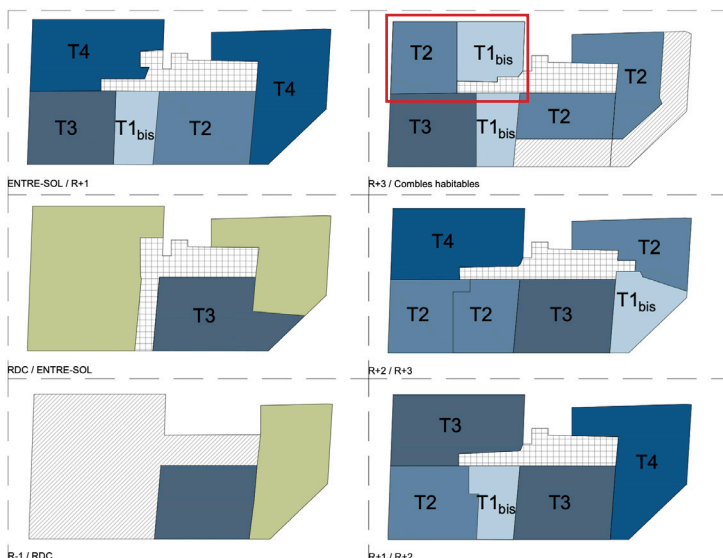 T4
T4
T3
T1bis
T2
ENTRE-SOL / R+1
T2
T1bis
T2
T3
T1bis
T2
R+3 / Combles habitables
T3
RDC / ENTRE-SOL
T4
T2
T2
T2
T3
T1bis
R+2 / R+3
R-1 / RDC
T3
T4
T2
T1bis
T3
R+1 / R+2